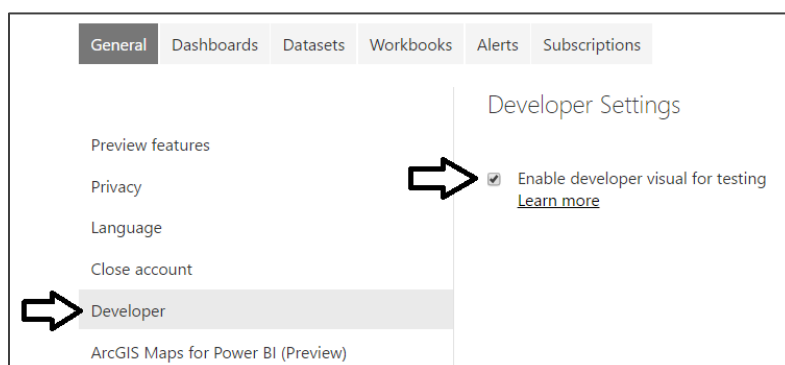 General Dashboards Datasets Workbooks Alerts Subscriptions
Developer Settings
Preview features
Privacy
Language
Close account
Developer
ArcGIS Maps for Power BI (Preview)
Enable developer visual for testing
Learn more